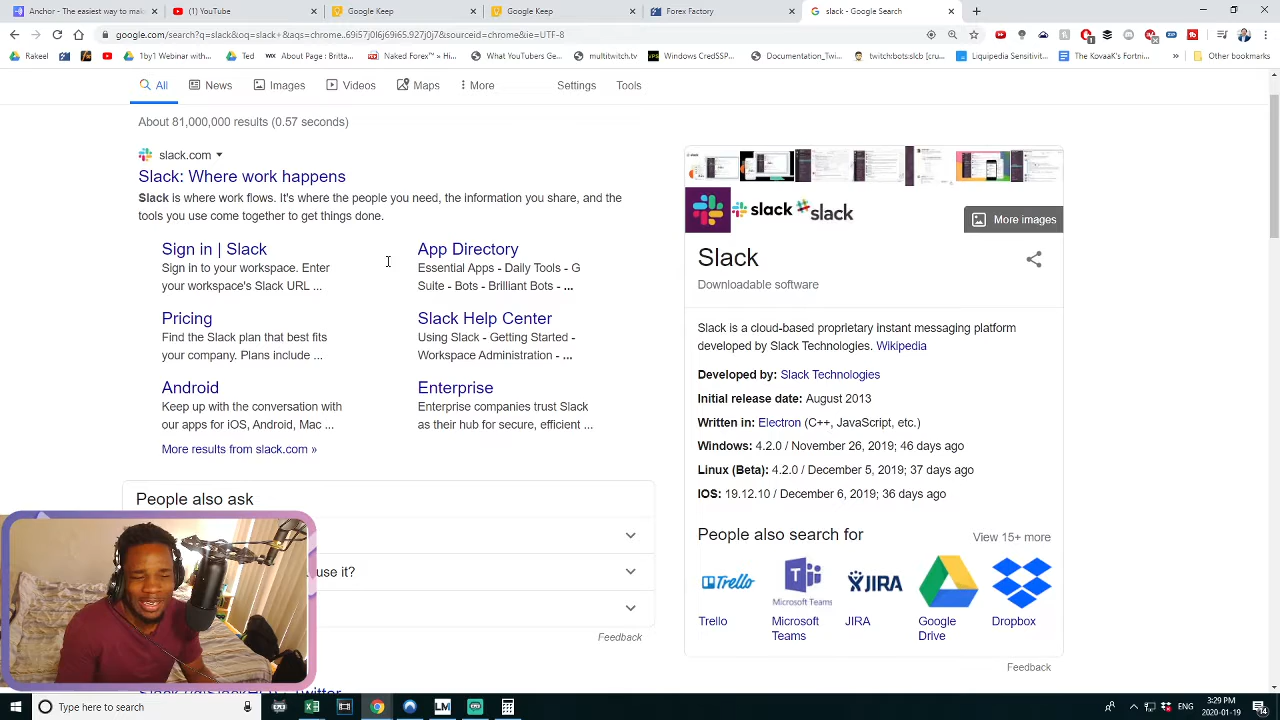 Anchor - The easiest way to mak
(1) YouTube
Google Keep
Google Keep
Forex Factory
slack - Google Search
google.com/search?q=slack&oq=slack+&aqs=chrome..69i57j0l6j69i65.927j0j7&sourceid=chrome&ie=UTF-8
Rakeel
1by1 Webinar with...
Text
About Page : Britta...
Forex's H...
What YouTube's Ge...
multitwitch
Windows CredSSP...
Documentation_Tw...
twitchbotslol [cru...
Liquipedia Sensitivi...
The KovaaK's Fortn...
Other bookmarks
All
News
Images
Videos
Maps
More
Settings
Tools
About 81,000,000 results (0.57 seconds)
slack.com
Slack: Where work happens
Slack is where work flows. It's where the people you need, the information you share, and the
tools you use come together to get things done.
Sign in | Slack
Sign in to your workspace. Enter
your workspace's Slack URL ...
App Directory
Essential Apps - Daily Tools - G
Suite - Bots - Brilliant Bots - ...
Pricing
Find the Slack plan that best fits
your company. Plans include ...
Slack Help Center
Using Slack - Getting Started -
Workspace Administration - ...
Android
Keep up with the conversation with
our apps for iOS, Android, Mac ...
Enterprise
Enterprise companies trust Slack
as their hub for secure, efficient ...
More results from slack.com »
People also ask
use it?
Feedback
slack
slack
More images
Slack
Downloadable software
Slack is a cloud-based proprietary instant messaging platform
developed by Slack Technologies. Wikipedia
Developed by: Slack Technologies
Initial release date: August 2013
Written in: Electron (C++, JavaScript, etc.)
Windows: 4.2.0 / November 26, 2019; 46 days ago
Linux (Beta): 4.2.0 / December 5, 2019; 37 days ago
IOS: 19.12.10 / December 6, 2019; 36 days ago
People also search for
View 15+ more
Trello
Microsoft Teams
JIRA
Trello
Microsoft
Teams
JIRA
Google
Drive
Dropbox
Feedback
Type here to search
LM
ENG
3:29 PM
2020-01-19